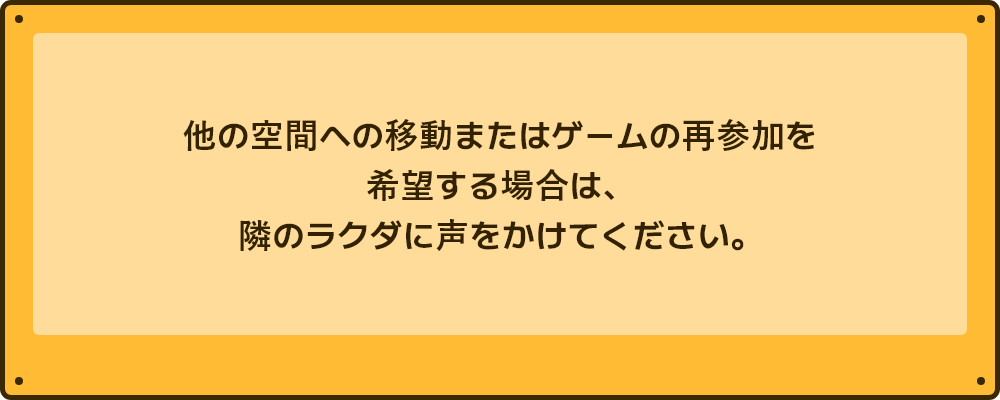 他の空間への移動またはゲームの再参加を
希望する場合は、
隣のラクダに声をかけてください。